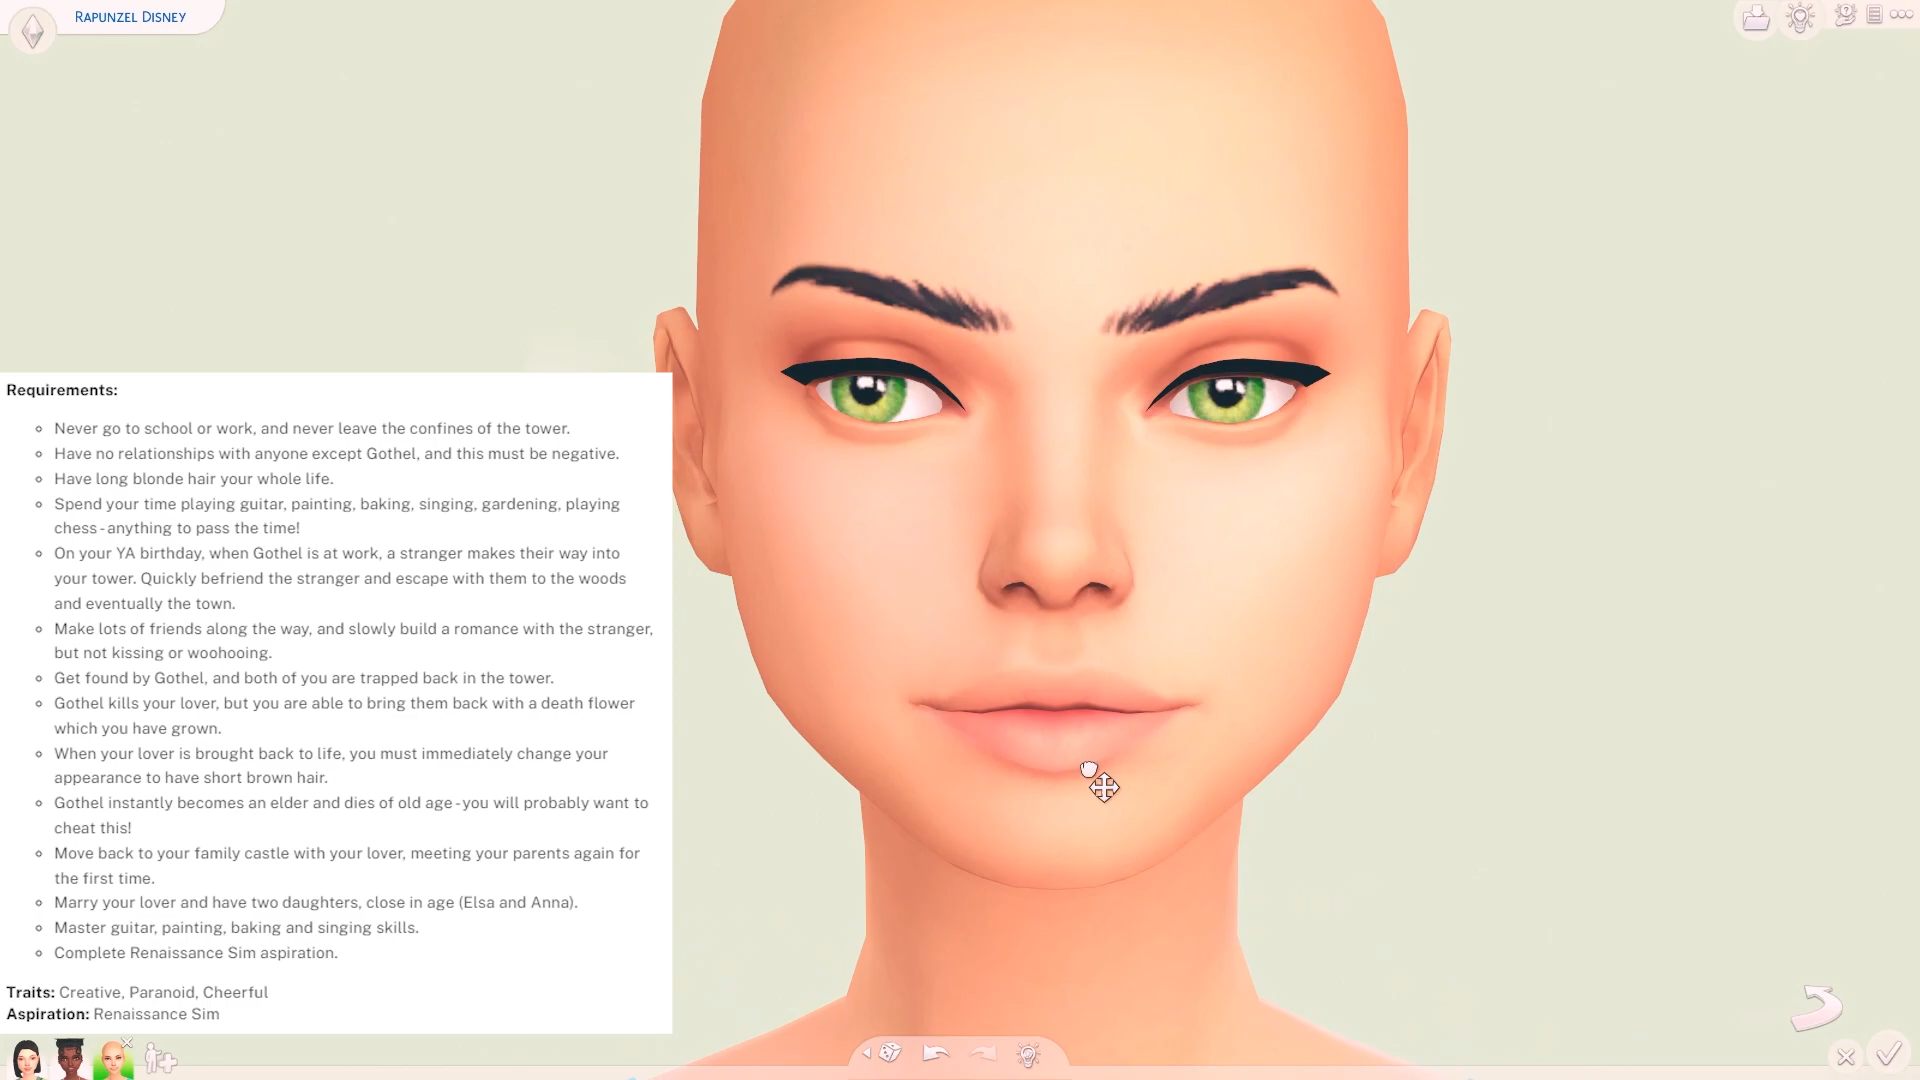 Rapunzel Disney
Requirements:
Never go to school or work, and never leave the confines of the tower.
Have no relationships with anyone except Gothel, and this must be negative.
Have long blonde hair your whole life.
Spend your time playing guitar, painting, baking, singing, gardening, playing
chess - anything to pass the time!
On your YA birthday, when Gothel is at work, a stranger makes their way into
your tower. Quickly befriend the stranger and escape with them to the woods
and eventually the town.
Make lots of friends along the way, and slowly build a romance with the stranger,
but not kissing or woohooing.
Get found by Gothel, and both of you are trapped back in the tower.
Gothel kills your lover, but you are able to bring them back with a death flower
which you have grown.
When your lover is brought back to life, you must immediately change your
appearance to have short brown hair.
Gothel instantly becomes an elder and dies of old age - you will probably want to
cheat this!
Move back to your family castle with your lover, meeting your parents again for
the first time.
Marry your lover and have two daughters, close in age (Elsa and Anna).
Master guitar, painting, baking and singing skills.
Complete Renaissance Sim aspiration.
Traits: Creative, Paranoid, Cheerful
Aspiration: Renaissance Sim